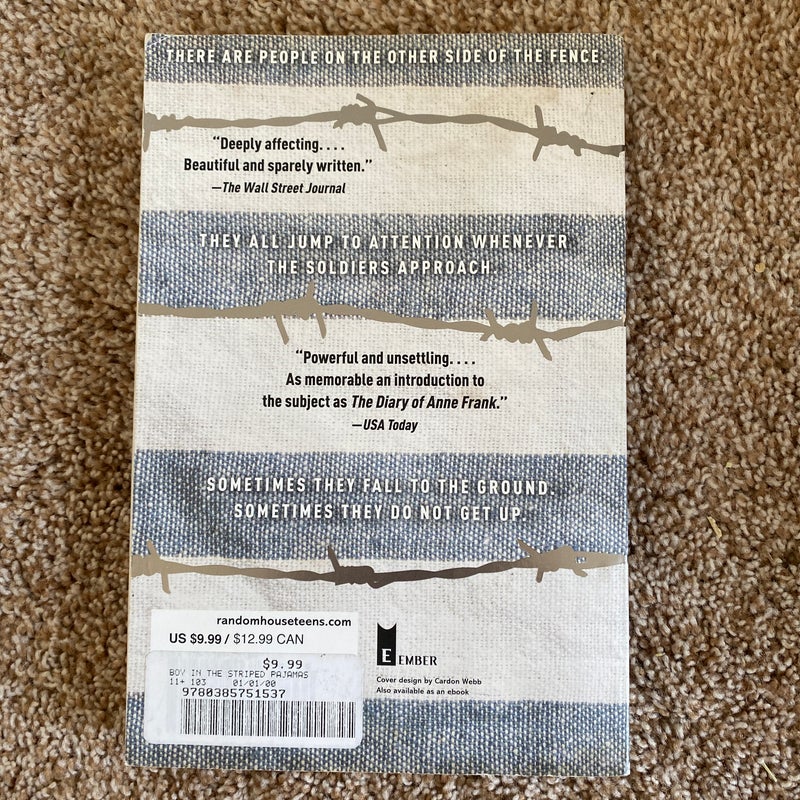 THERE ARE PEOPLE ON THE OTHER SIDE OF THE FENCE.
“Deeply affecting. . . .
Beautiful and sparely written.”
—The Wall Street Journal
THEY ALL JUMP TO ATTENTION WHENEVER
THE SOLDIERS APPROACH.
“Powerful and unsettling. . . .
As memorable an introduction to
the subject as The Diary of Anne Frank.”
—USA Today
SOMETIMES THEY FALL TO THE GROUND.
SOMETIMES THEY DO NOT GET UP.
randomhouseteens.com
US $9.99 / $12.99 CAN
$9.99
BOY IN THE STRIPED PAJAMAS
11+ 103 01/01/00
9780385751537
E EMBER
Cover design by Cardon Webb
Also available as an ebook